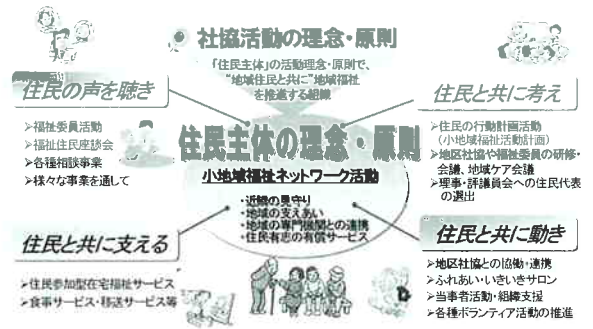 社協活動の理念・原則
「住民主体」の活動理念・原則で、
“地域住民と共に”地域福祉
を推進する組織
住民の声を聴き
➢福祉委員活動
➢福祉住民座談会
➢各種相談事業
➢様々な事業を通して
住民と共に考え
➢住民の行動計画活動
(小地域福祉活動計画)
➢地区社協や福祉委員の研修・
会議、地域ケア会議
➢理事・評議員会への住民代表
の選出
住民主体の理念・原則
小地域福祉ネットワーク活動
・近隣の見守り
・地域の支えあい
・地域の専門機関との連携
・住民有志の有償サービス
住民と共に支える
➢住民参加型在宅福祉サービス
➢食事サービス・移送サービス等
住民と共に動き
➢地区社協との協働・連携
➢ふれあい・いきいきサロン
➢当事者活動・組織支援
➢各種ボランティア活動の推進